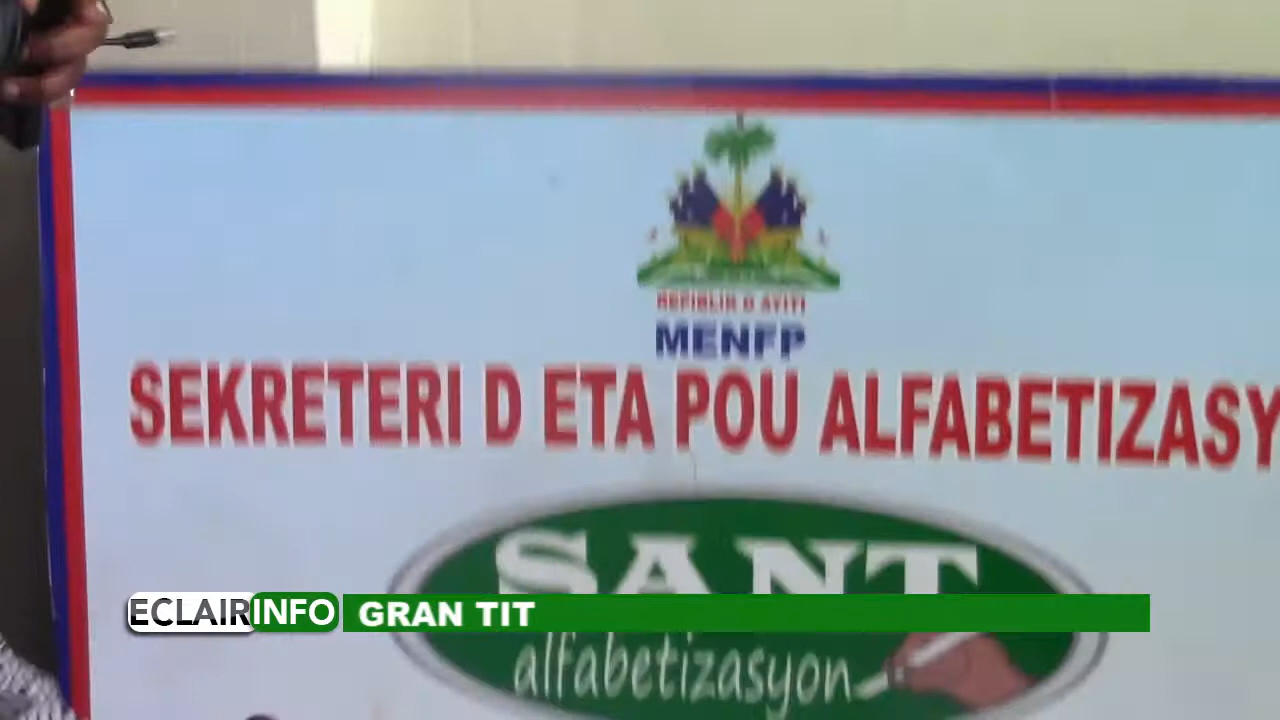 REPIBLIK D AYITI
MENFP
SEKRETERI D ETA POU ALFABETIZASY
SANT
ECLAIRINFO GRAN TIT
alfabetizasyon